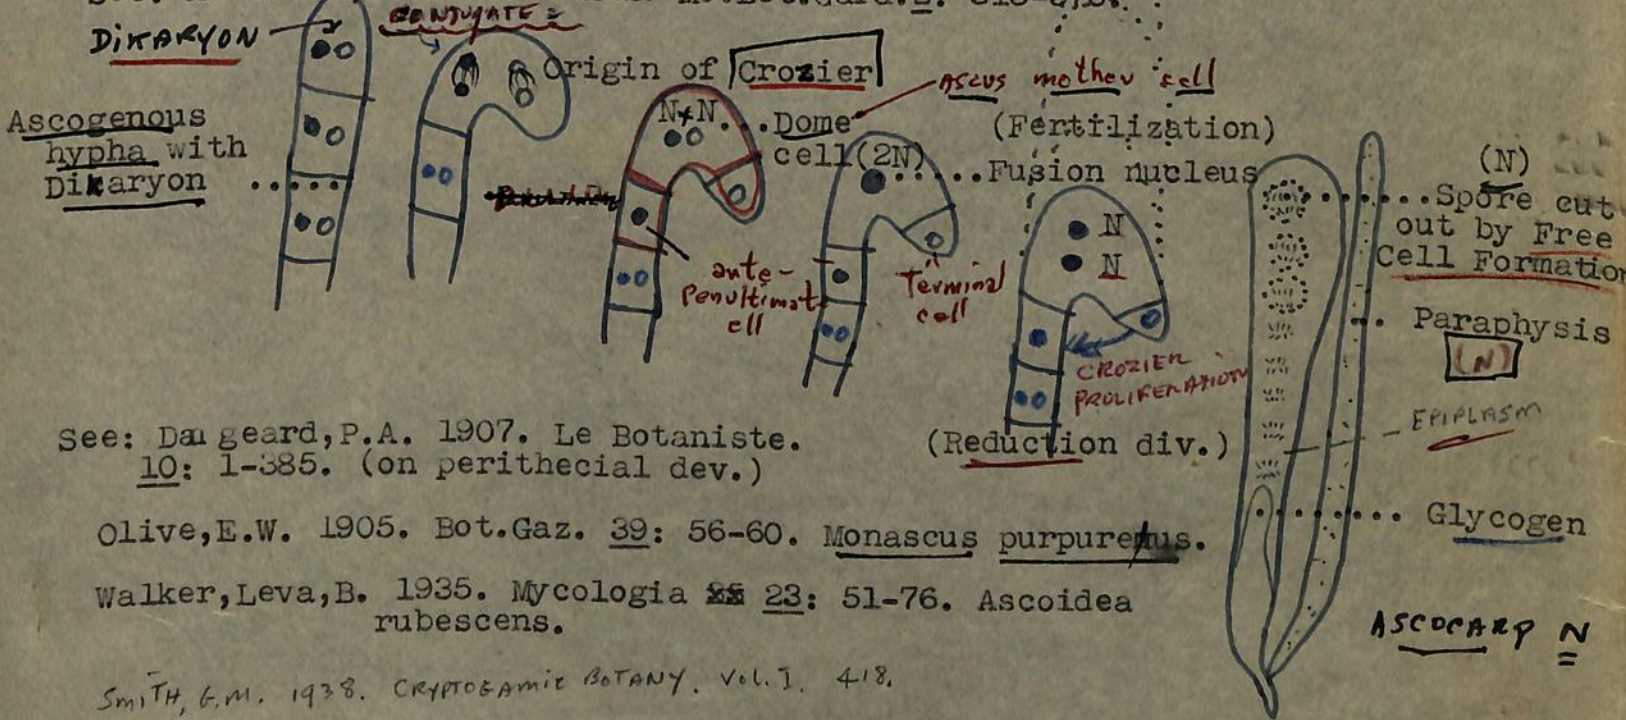 CONJUGATE =
DiKARYON
Origin of Crozier
ASCUS mother cell
Ascogenous
hypha with
Dikaryon ......
N+N...Dome
cell(2N)
(Fertilization)
.....Fusion nucleus
(N)
.....Spore cut
out by Free
Cell Formation
N
N
ante-
Penultimat
ell
Terminal
cell
CROZIER
PROLIFERATION
... Paraphysis
(N)
EPIPLASM
See: Dangeard,P.A. 1907. Le Botaniste.
10: 1-385. (on perithecial dev.)
(Reduction div.)
........ Glycogen
Olive,E.W. 1905. Bot.Gaz. 39: 56-60. Monascus purpureus.
Walker,Leva,B. 1935. Mycologia 23: 51-76. Ascoidea
rubescens.
ASCOCARP N
SmiTH, G.M. 1938. CRYPTOGAMIC BOTANY. Vol. I. 418.